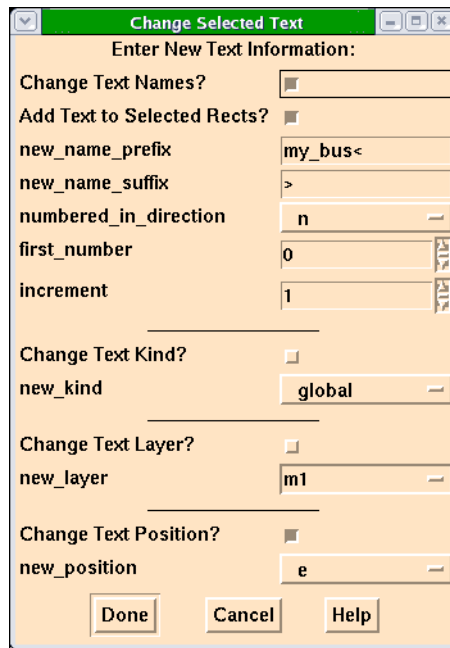 Change Selected Text
Enter New Text Information:
Change Text Names?
Add Text to Selected Rects?
new_name_prefix my_bus<
new_name_suffix >
numbered_in_direction n
first_number 0
increment 1
Change Text Kind?
new_kind global
Change Text Layer?
new_layer m1
Change Text Position?
new_position e
Done Cancel Help